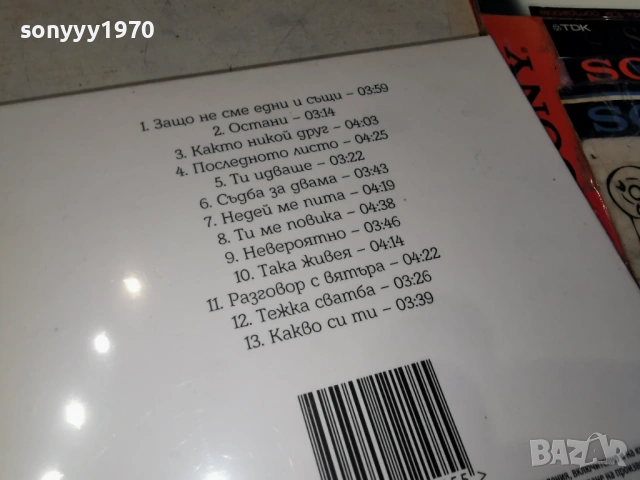 sonyyy1970
TDK
SO
SONY
1. Защо не сме едни и същи – 03:59
2. Остани – 03:14
3. Както никой друг – 04:03
4. Последното листо – 04:25
5. Ти идваше – 03:22
6. Съдба за двама – 03:43
7. Недей ме пита – 04:19
8. Ти ме повика – 04:38
9. Невероятно – 03:46
10. Така живея – 04:14
11. Разговор с вятъра – 04:22
12. Тежка сватба – 03:26
13. Какво си ти – 03:39
BAZAR